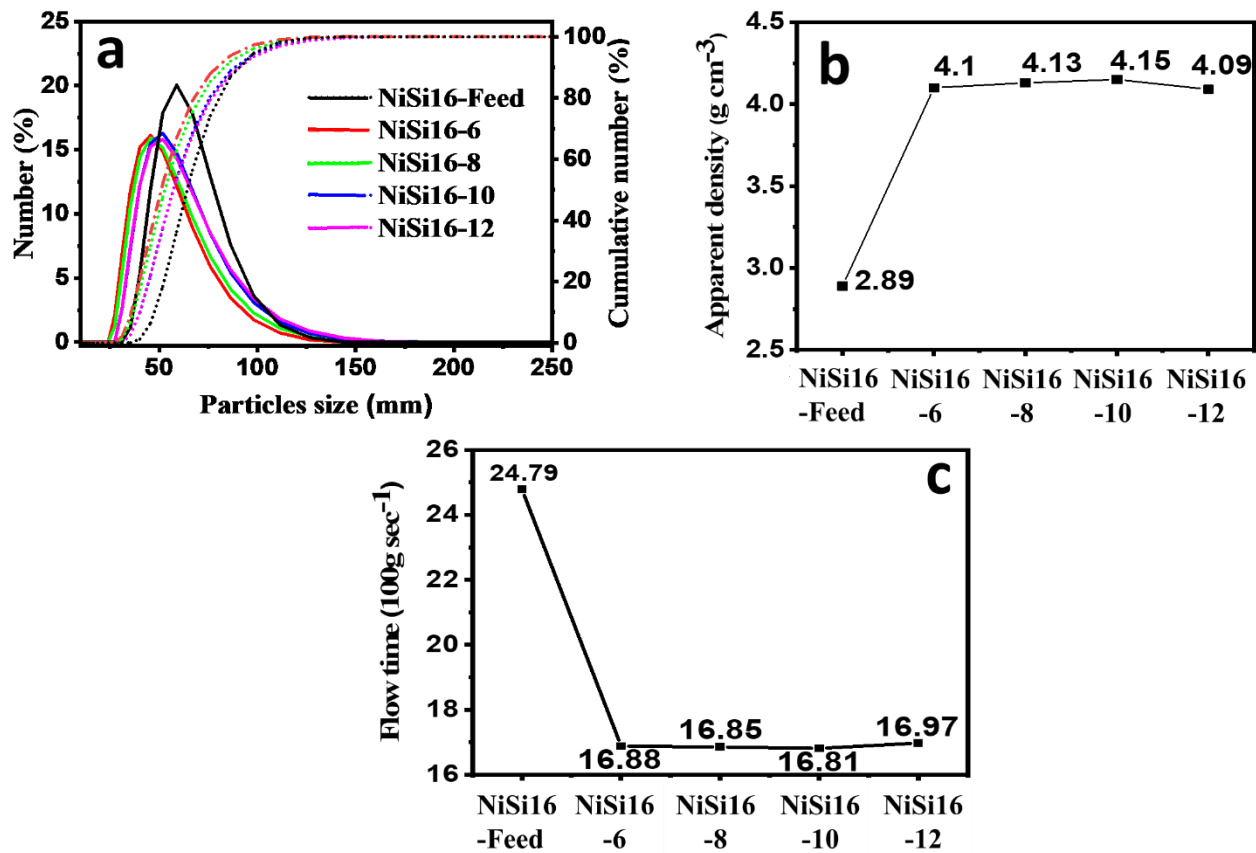 a
Number (%)
25
20
15
10
5
0
50
100
150
200
250
Particles size (mm)
100
80
60
40
20
0
Cumulative number (%)
NiSi16-Feed
NiSi16-6
NiSi16-8
NiSi16-10
NiSi16-12
b
Apparent density (g cm⁻³)
4.5
4.0
3.5
3.0
2.5
2.89
4.1
4.13
4.15
4.09
NiSi16 NiSi16 NiSi16 NiSi16 NiSi16
-Feed -6 -8 -10 -12
c
Flow time (100g sec⁻¹)
26
24
22
20
18
16
24.79
16.88
16.85
16.81
16.97
NiSi16 NiSi16 NiSi16 NiSi16 NiSi16
-Feed -6 -8 -10 -12